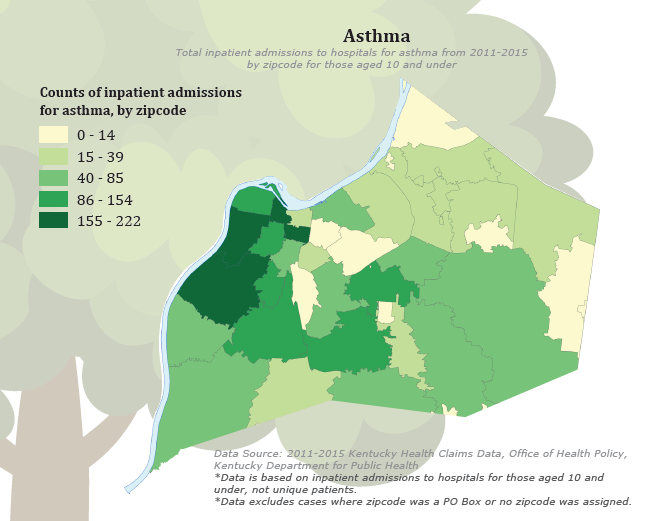 Asthma
Total inpatient admissions to hospitals for asthma from 2011-2015
by zipcode for those aged 10 and under
Counts of inpatient admissions
for asthma, by zipcode
0 - 14
15 - 39
40 - 85
86 - 154
155 - 222
Data Source: 2011-2015 Kentucky Health Claims Data, Office of Health Policy,
Kentucky Department for Public Health
*Data is based on inpatient admissions to hospitals for those aged 10 and
under, not unique patients.
*Data excludes cases where zipcode was a PO Box or no zipcode was assigned.